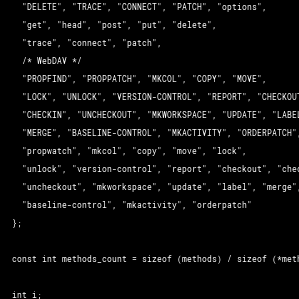 "DELETE", "TRACE", "CONNECT", "PATCH", "options",
"get", "head", "post", "put", "delete",
"trace", "connect", "patch",
/* WebDAV */
"PROPFIND", "PROPPATCH", "MKCOL", "COPY", "MOVE",
"LOCK", "UNLOCK", "VERSION-CONTROL", "REPORT", "CHECKOU
"CHECKIN", "UNCHECKOUT", "MKWORKSPACE", "UPDATE", "LABE
"MERGE", "BASELINE-CONTROL", "MKACTIVITY", "ORDERPATCH"
"propwatch", "mkcol", "copy", "move", "lock",
"unlock", "version-control", "report", "checkout", "chec
"uncheckout", "mkworkspace", "update", "label", "merge",
"baseline-control", "mkactivity", "orderpatch"
};
const int methods_count = sizeof (methods) / sizeof (*meth
int i;